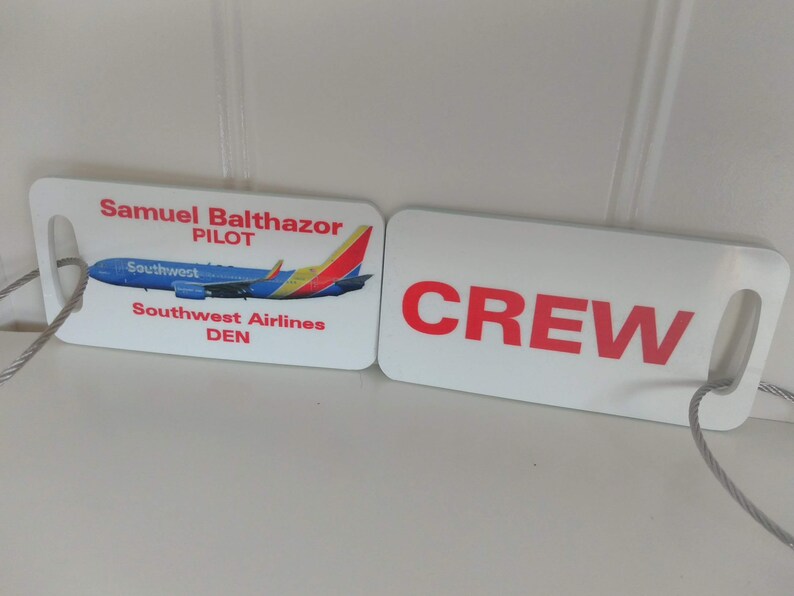 Samuel Balthazor
PILOT
Southwest
Southwest Airlines
DEN
CREW